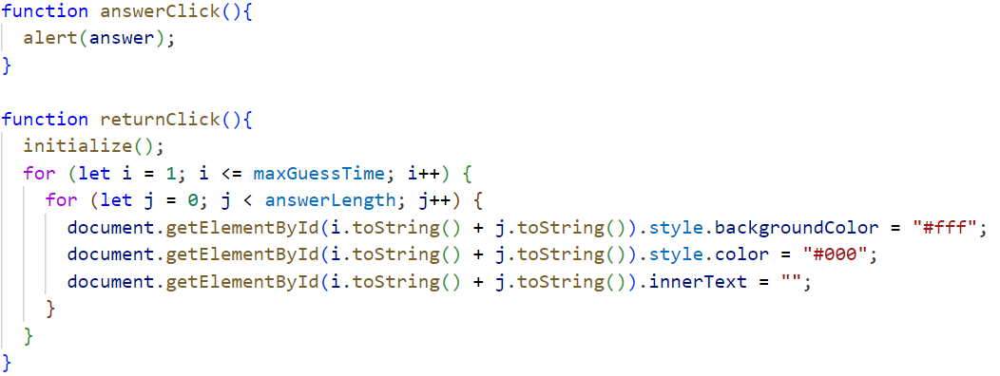 function answerClick(){
  alert(answer);
}

function returnClick(){
  initialize();
  for (let i = 1; i <= maxGuessTime; i++) {
    for (let j = 0; j < answerLength; j++) {
      document.getElementById(i.toString() + j.toString()).style.backgroundColor = "#fff";
      document.getElementById(i.toString() + j.toString()).style.color = "#000";
      document.getElementById(i.toString() + j.toString()).innerText = "";
    }
  }
}